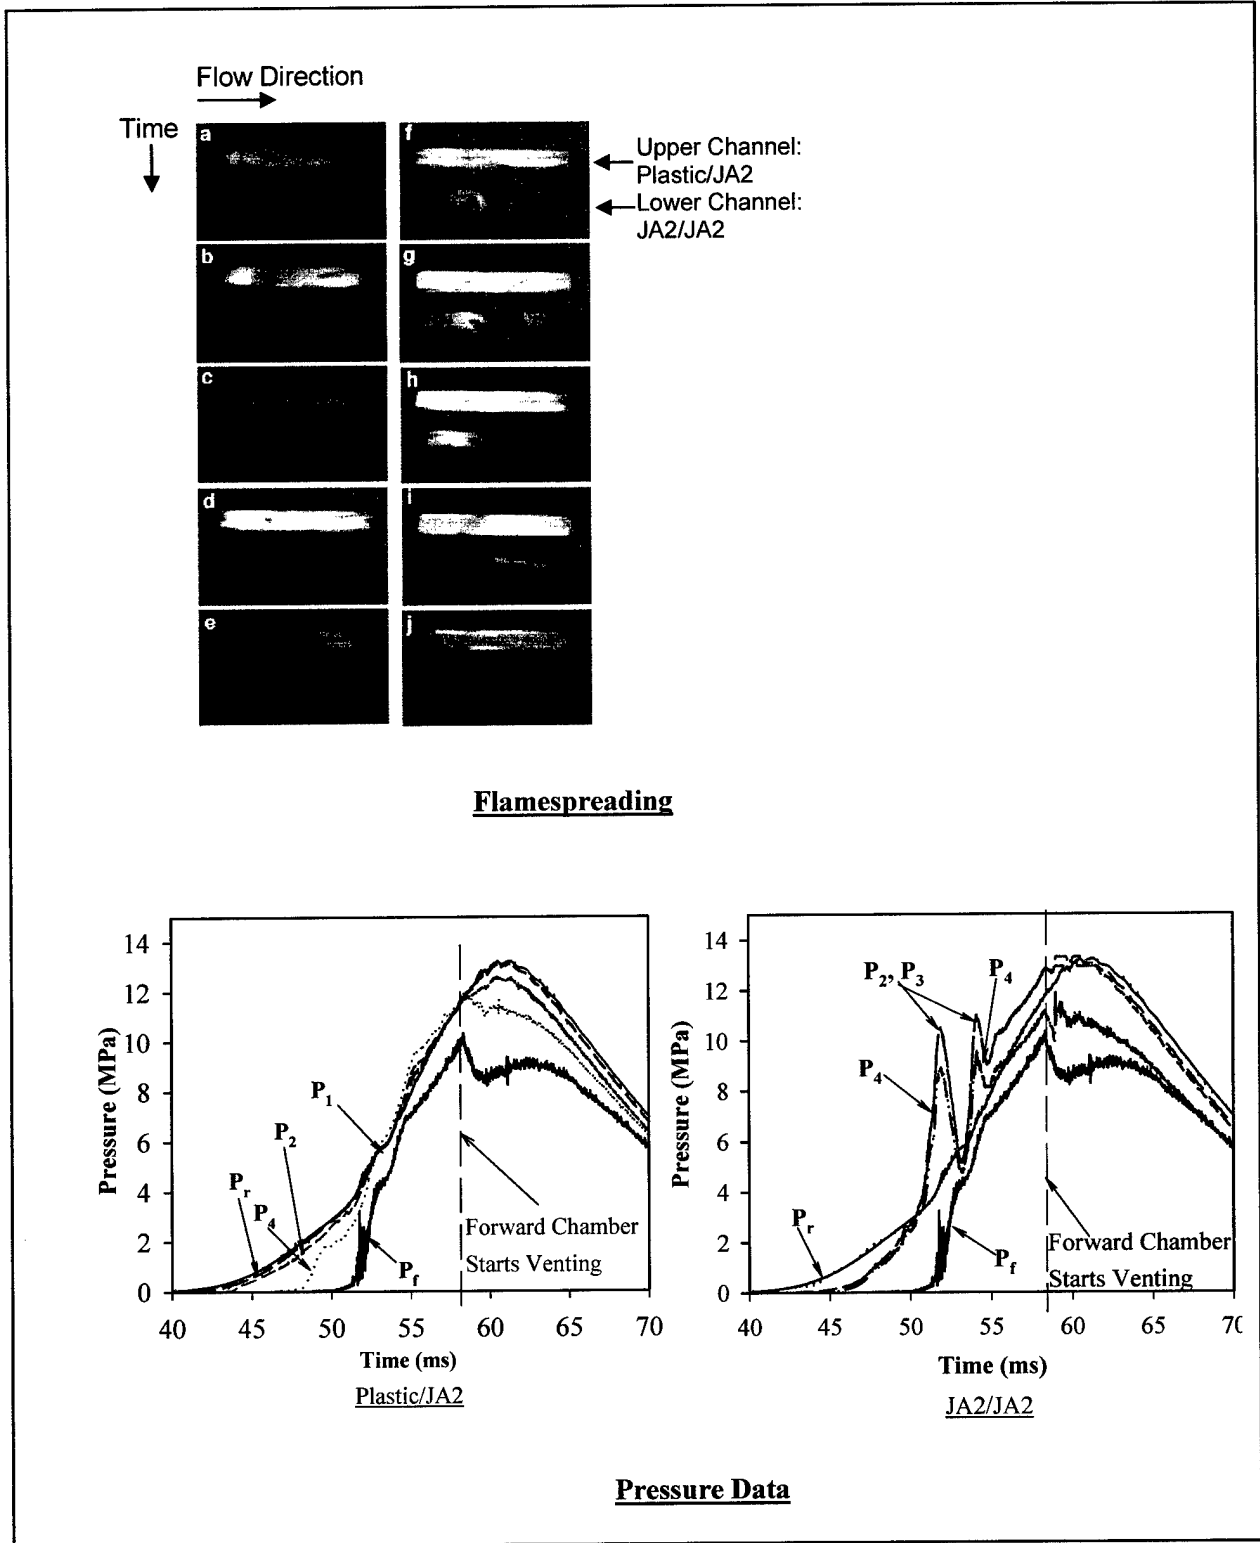 Flow Direction
Time
a
f
Upper Channel:
Plastic/JA2
Lower Channel:
JA2/JA2
b
g
c
h
d
i
e
j
Flamespreading
14
12
10
8
6
4
2
0
Pressure (MPa)
P1
P2
Pr
P4
Pf
Forward Chamber
Starts Venting
40 45 50 55 60 65 70
Time (ms)
Plastic/JA2
14
12
10
8
6
4
2
0
Pressure (MPa)
P2, P3
P4
P4
Pr
Pf
Forward Chamber
Starts Venting
40 45 50 55 60 65 70
Time (ms)
JA2/JA2
Pressure Data